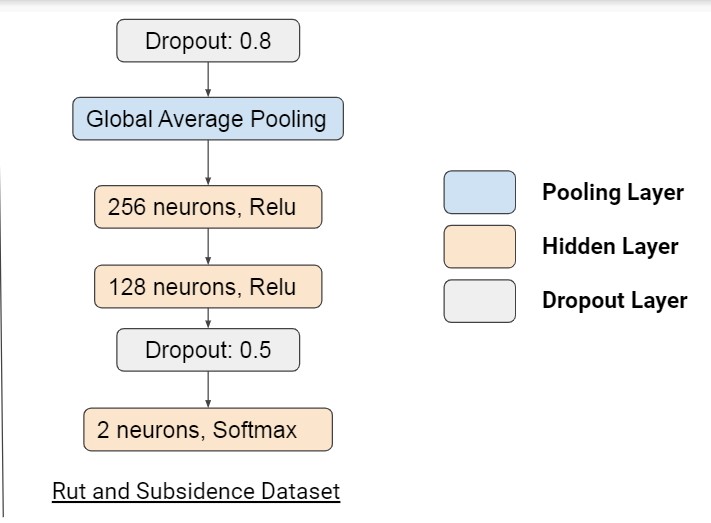 Dropout: 0.8
Global Average Pooling
256 neurons, Relu
128 neurons, Relu
Dropout: 0.5
2 neurons, Softmax
Rut and Subsidence Dataset
Pooling Layer
Hidden Layer
Dropout Layer